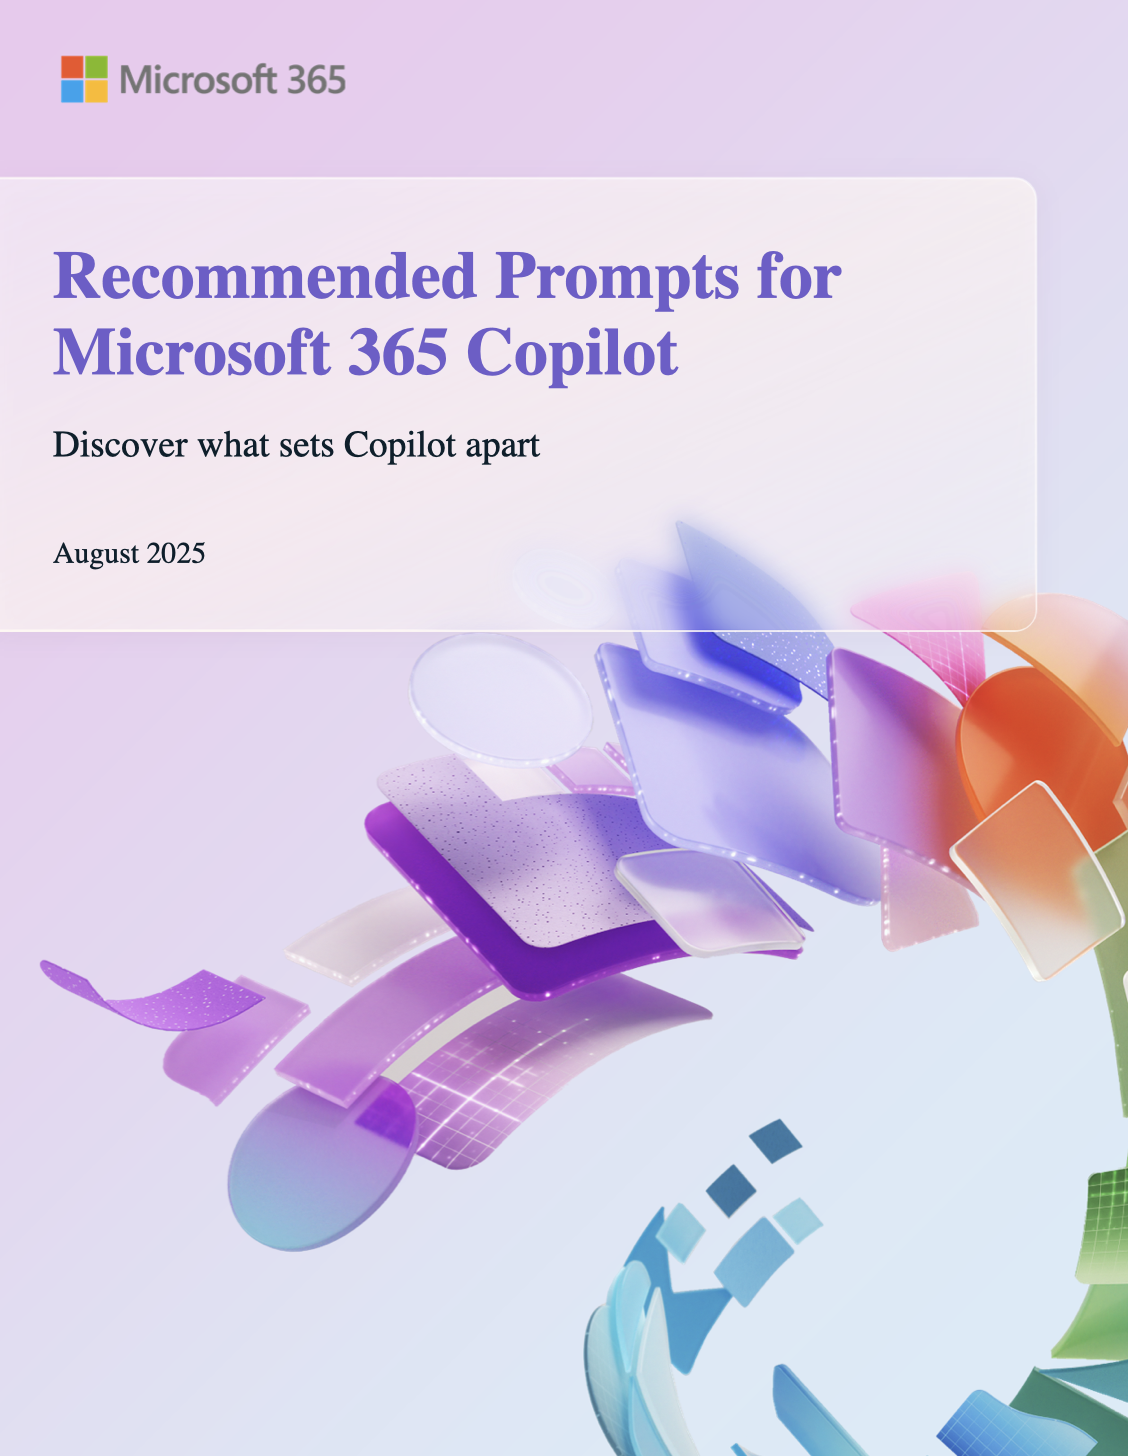 Microsoft 365
Recommended Prompts for
Microsoft 365 Copilot
Discover what sets Copilot apart
August 2025